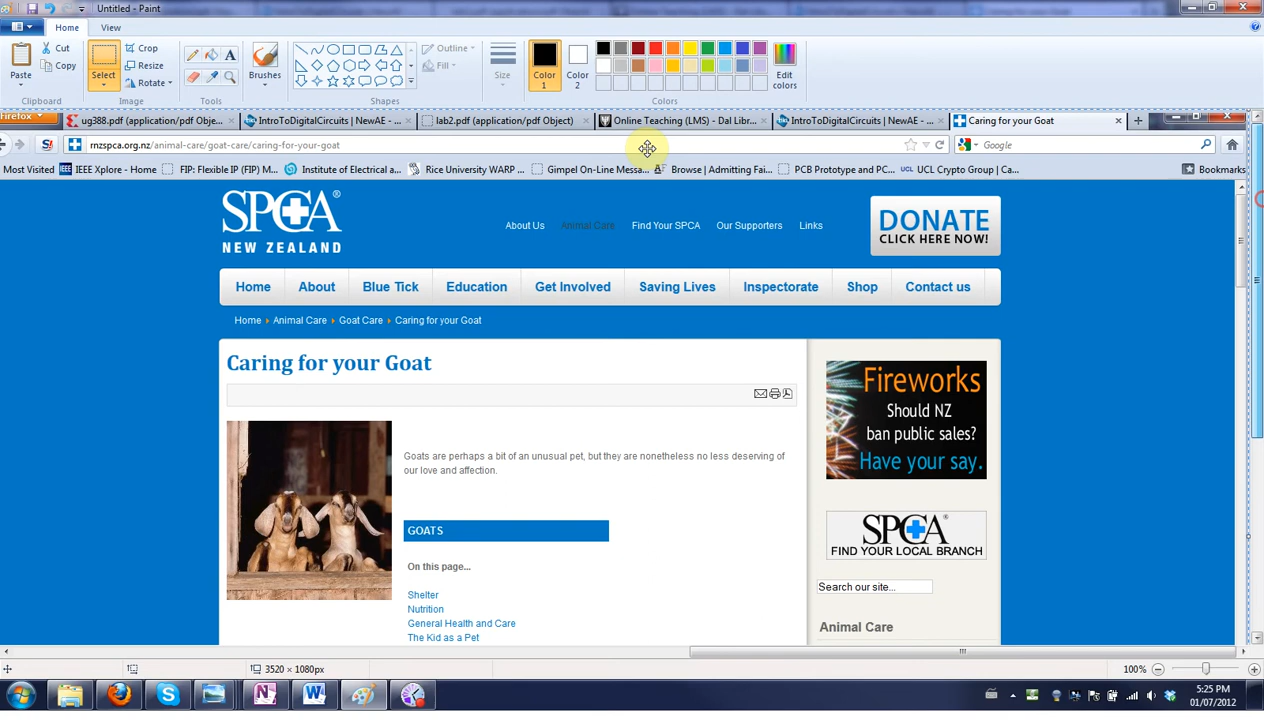 Untitled - Paint
Home View
Paste
Cut
Copy
Clipboard
Select
Crop
Resize
Rotate
Image
A
Tools
Brushes
Outline
Fill
Shapes
Size
Color 1
Color 2
Edit colors
Colors
Firefox
ug388.pdf (application/pdf Obje...
IntroToDigitalCircuits | NewAE - ...
lab2.pdf (application/pdf Object)
Online Teaching (LMS) - Dal Libr...
IntroToDigitalCircuits | NewAE - ...
Caring for your Goat
rnzspca.org.nz/animal-care/goat-care/caring-for-your-goat
Google
Most Visited
IEEE Xplore - Home
FIP: Flexible IP (FIP) M...
Institute of Electrical a...
Rice University WARP ...
Gimpel On-Line Messa...
Browse | Admitting Fai...
PCB Prototype and PC...
UCL UCL Crypto Group | Ca...
Bookmarks
SPCA®
NEW ZEALAND
About Us Animal Care Find Your SPCA Our Supporters Links
DONATE
CLICK HERE NOW!
Home About Blue Tick Education Get Involved Saving Lives Inspectorate Shop Contact us
Home Animal Care Goat Care Caring for your Goat
Caring for your Goat
Goats are perhaps a bit of an unusual pet, but they are nonetheless no less deserving of
our love and affection.
GOATS
On this page...
Shelter
Nutrition
General Health and Care
The Kid as a Pet
Fireworks
Should NZ
ban public sales?
Have your say.
SPCA®
FIND YOUR LOCAL BRANCH
Search our site...
Animal Care
3520 × 1080px
100%
5:25 PM
01/07/2012